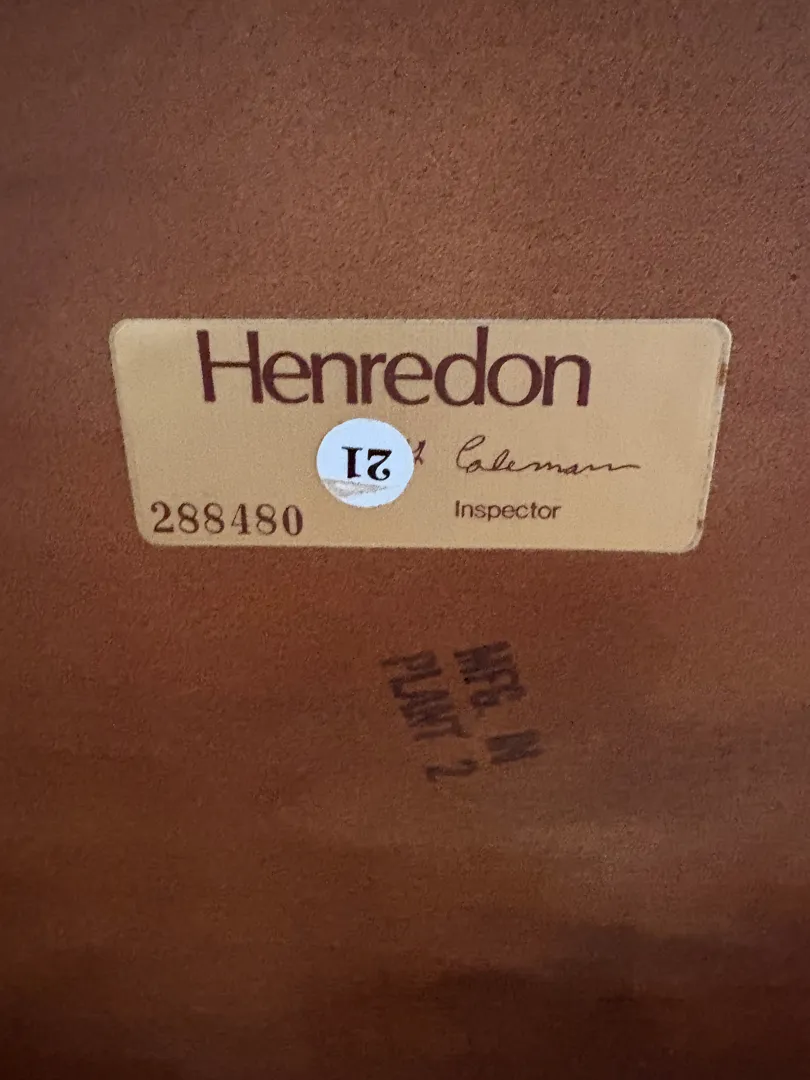 Henredon
21
Coleman
288480
Inspector
MFG. IN
PLANT 2